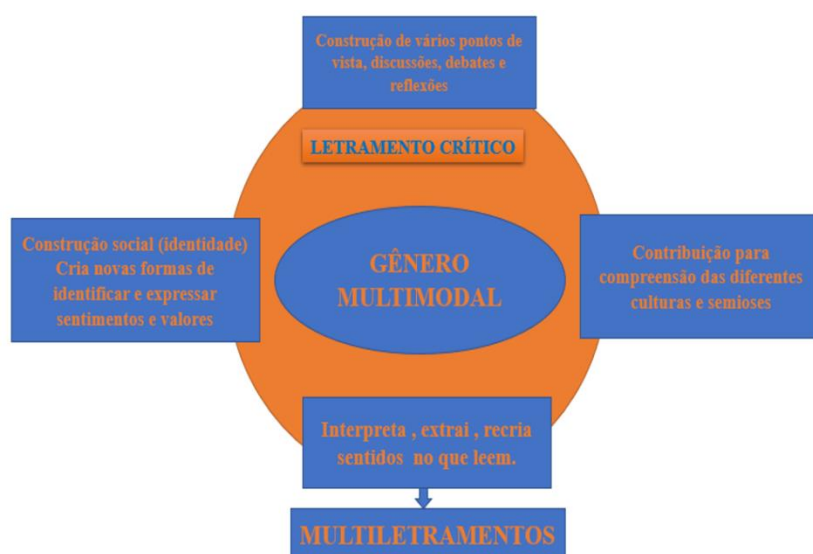 Construção de vários pontos de
vista, discussões, debates e
reflexões
LETRAMENTO CRÍTICO
Construção social (identidade)
Cria novas formas de
identificar e expressar
sentimentos e valores
GÊNERO
MULTIMODAL
Contribuição para
compreensão das diferentes
culturas e semioses
Interpreta , extrai , recria
sentidos no que leem.
MULTILETRAMENTOS